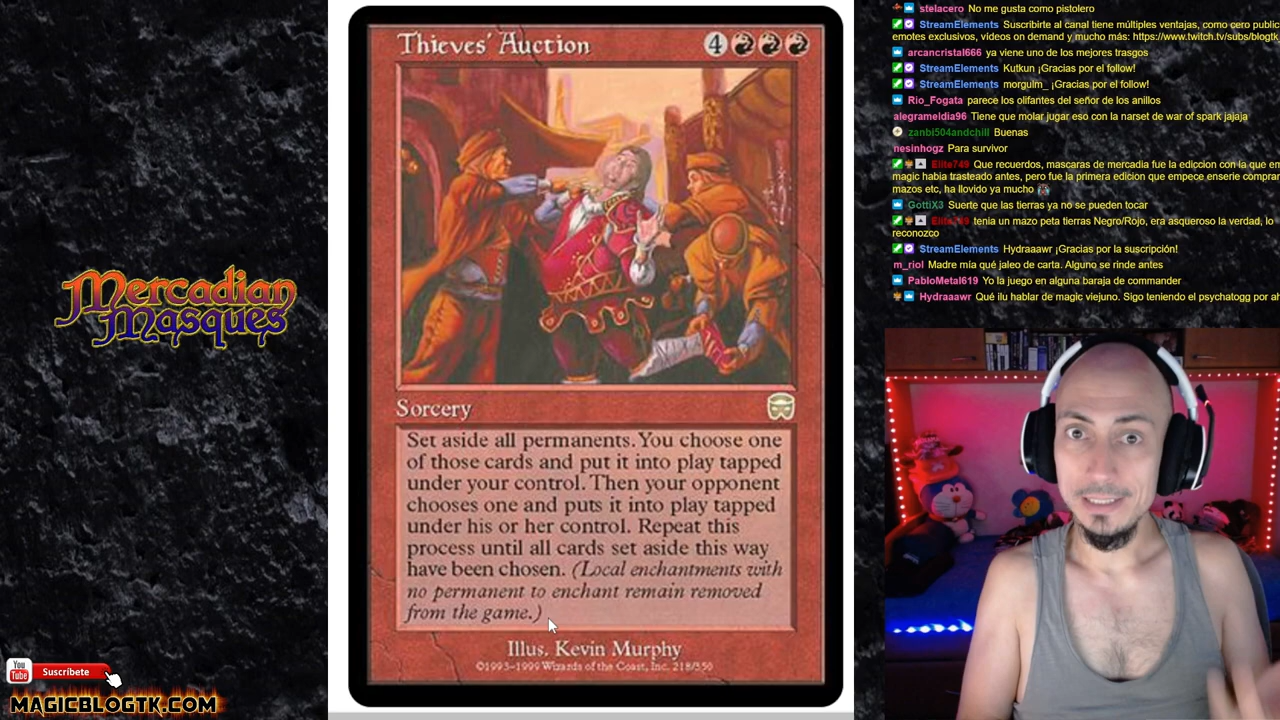 Mercadian
Masques
You
Tube
Suscríbete
MAGICBLOGTK.COM
Thieves' Auction
4
Sorcery
Set aside all permanents. You choose one
of those cards and put it into play tapped
under your control. Then your opponent
chooses one and puts it into play tapped
under his or her control. Repeat this
process until all cards set aside this way
have been chosen. (Local enchantments with
no permanent to enchant remain removed
from the game.)
Illus. Kevin Murphy
©1993–1999 Wizards of the Coast, Inc. 218/350
stelacero No me gusta como pistolero
StreamElements Suscribirte al canal tiene múltiples ventajas, como cero public
emotes exclusivos, vídeos on demand y mucho más: https://www.twitch.tv/subs/blogtk
arcancristal666 ya viene uno de los mejores trasgos
StreamElements Kutkun ¡Gracias por el follow!
StreamElements morgulm_ ¡Gracias por el follow!
Rio_Fogata parece los olifantes del señor de los anillos
alegrameldia96 Tiene que molar jugar eso con la narset de war of spark jajaja
zanbi504andchill Buenas
nesinhogz Para survivor
Elite749 Que recuerdos, mascaras de mercadia fue la ediccion con la que em
magic habia trasteado antes, pero fue la primera edicion que empece enserie comprar
mazos etc, ha llovido ya mucho
GottiX3 Suerte que las tierras ya no se pueden tocar
Elite749 tenia un mazo peta tierras Negro/Rojo, era asqueroso la verdad, lo
reconozco
StreamElements Hydraaawr ¡Gracias por la suscripción!
m_riol Madre mía qué jaleo de carta. Alguno se rinde antes
PabloMetal619 Yo la juego en alguna baraja de commander
Hydraaawr Qué ilu hablar de magic viejuno. Sigo teniendo el psychatogg por ah